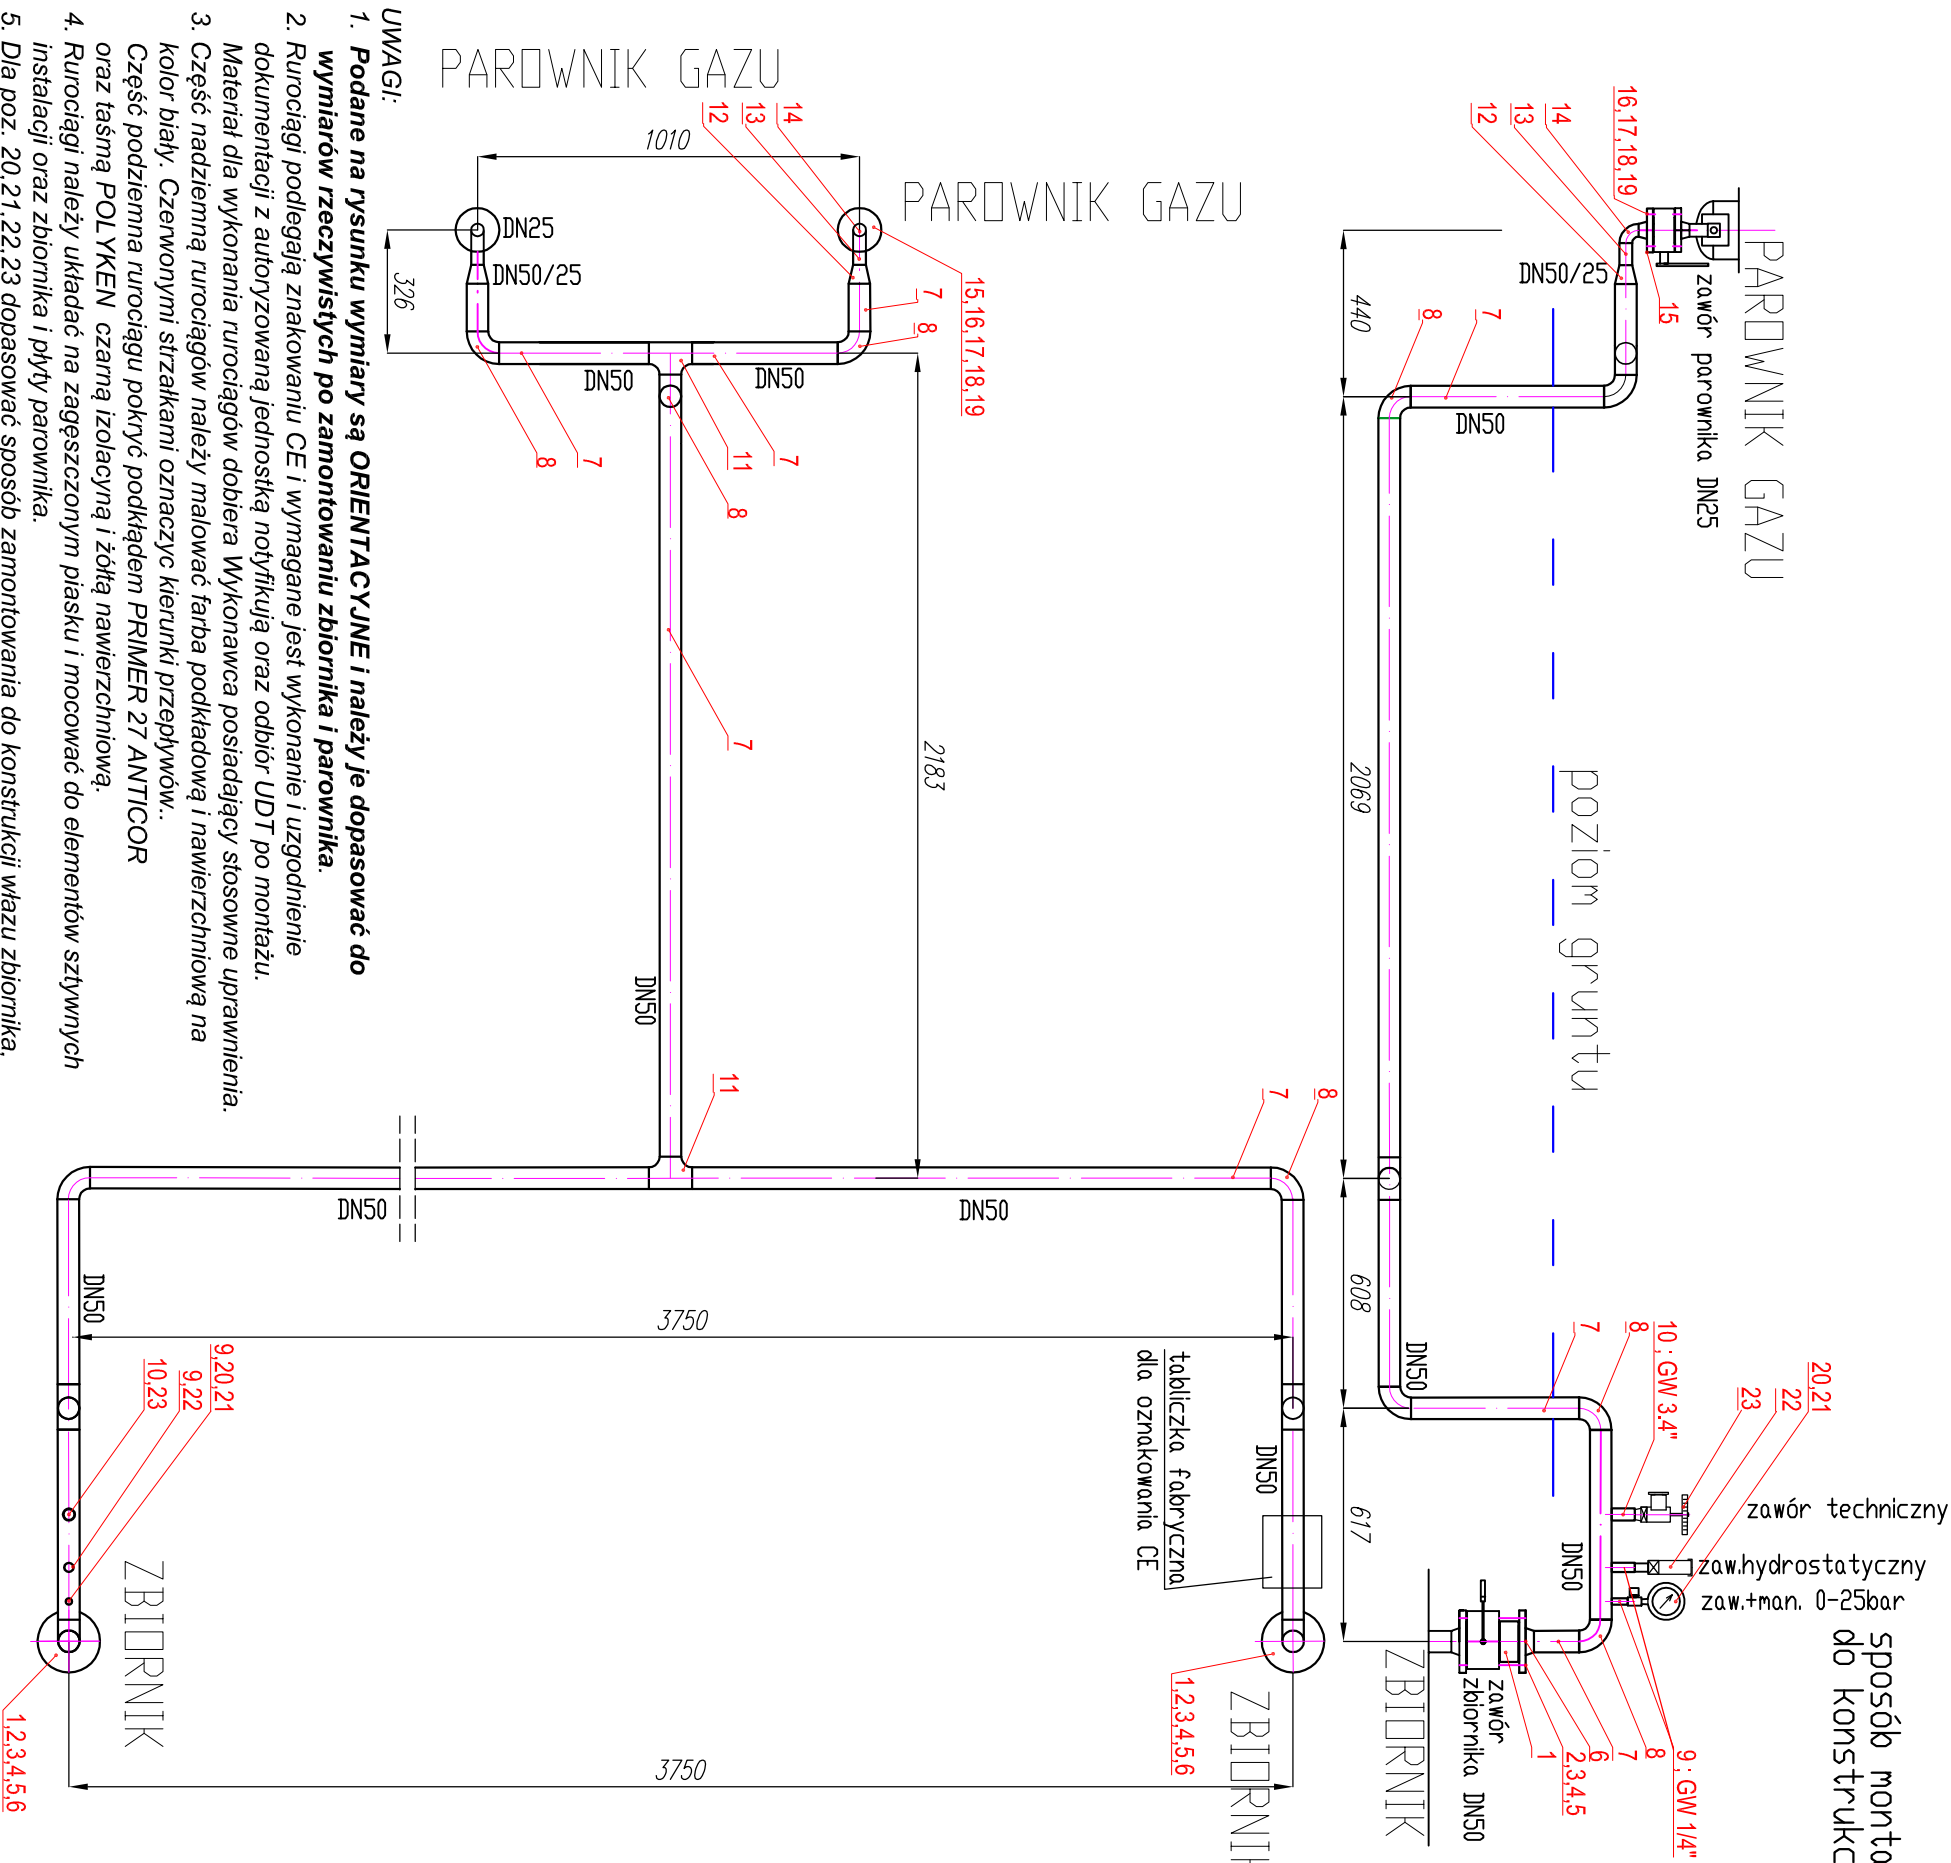 PAROWNIK GAZU
zawór parownika DN25
16,17,18,19
14
13
12
15
DN50/25
440
8
7
DN50
poziom gruntu
2069
608
617
DN50
7
8
10 ; GW 3.4"
23
22
20,21
zawór techniczny
zaw.hydrostatyczny
zaw.+man. 0-25bar
DN50
sposób monto
do konstrukc
9 ; GW 1/4"
8
7
6
2,3,4,5
1
zawór
zbiornika DN50
ZBIORNIK
PAROWNIK GAZU
PAROWNIK GAZU
14
13
12
1010
DN25
DN50/25
326
15,16,17,18,19
7
8
DN50
DN50
8
7
11
7
8
2183
7
DN50
11
7
8
DN50
DN50
DN50
3750
tabliczka fabryczna
dla oznakowania CE
DN50
9,20,21
9,22
10,23
ZBIORNIK
1,2,3,4,5,6
1,2,3,4,5,6
3750
UWAGI:
1. Podane na rysunku wymiary są ORIENTACYJNE i należy je dopasować do
wymiarów rzeczywistych po zamontowaniu zbiornika i parownika.
2. Rurociągi podlegają znakowaniu CE i wymagane jest wykonanie i uzgodnienie
dokumentacji z autoryzowaną jednostką notyfikują oraz odbiór UDT po montażu.
Materiał dla wykonania rurociągów dobiera Wykonawca posiadający stosowne uprawnienia.
3. Część nadziemną rurociągów należy malować farba podkładową i nawierzchniową na
kolor biały. Czerwonymi strzałkami oznaczyc kierunki przepływów..
Część podziemna rurociągu pokryć podkłądem PRIMER 27 ANTICOR
oraz taśmą POLYKEN czarną izolacyną i żółtą nawierzchniową.
4. Rurociągi należy układać na zagęszczonym piasku i mocować do elementów sztywnych
instalacji oraz zbiornika i płyty parownika.
5. Dla poz. 20,21,22,23 dopasować sposób zamontowania do konstrukcji włazu zbiornika,